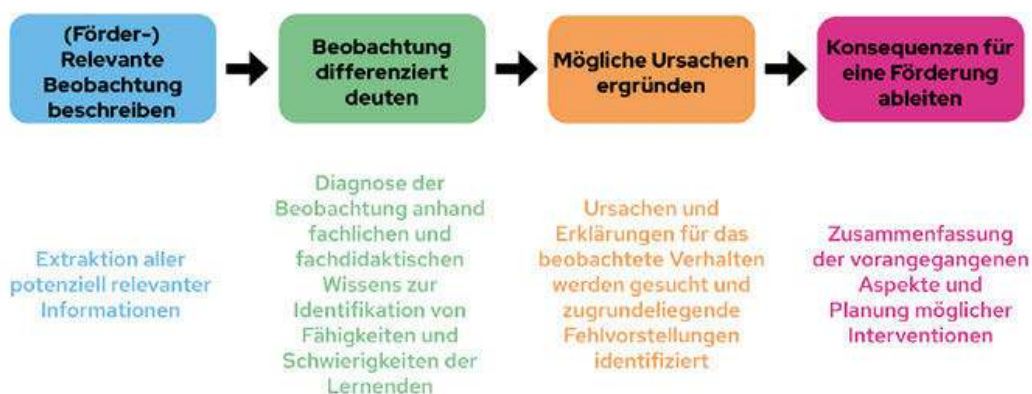 (Förder-)
Relevante
Beobachtung
beschreiben
Beobachtung
differenziert
deuten
Mögliche Ursachen
ergründen
Konsequenzen für
eine Förderung
ableiten
Extraktion aller
potenziell relevanter
Informationen
Diagnose der
Beobachtung anhand
fachlichen und
fachdidaktischen
Wissens zur
Identifikation von
Fähigkeiten und
Schwierigkeiten der
Lernenden
Ursachen und
Erklärungen für das
beobachtete Verhalten
werden gesucht und
zugrundeliegende
Fehlvorstellungen
identifiziert
Zusammenfassung
der vorangegangenen
Aspekte und
Planung möglicher
Interventionen